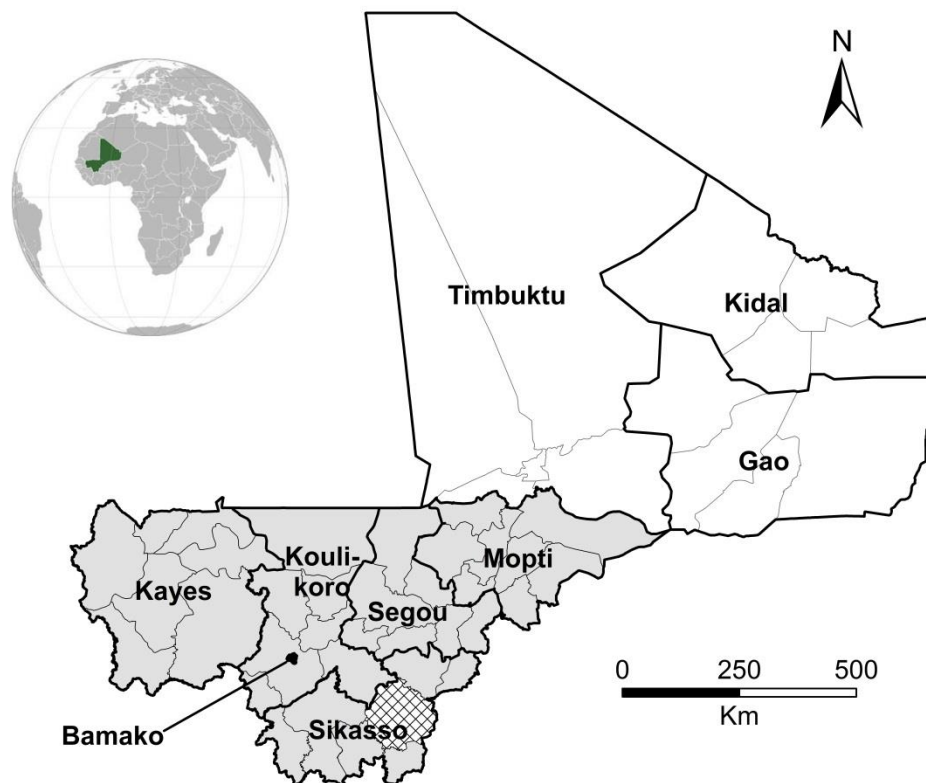 N
Timbuktu
Kidal
Gao
Kouli-
koro
Mopti
Kayes
Segou
Bamako
Sikasso
0 250 500
Km